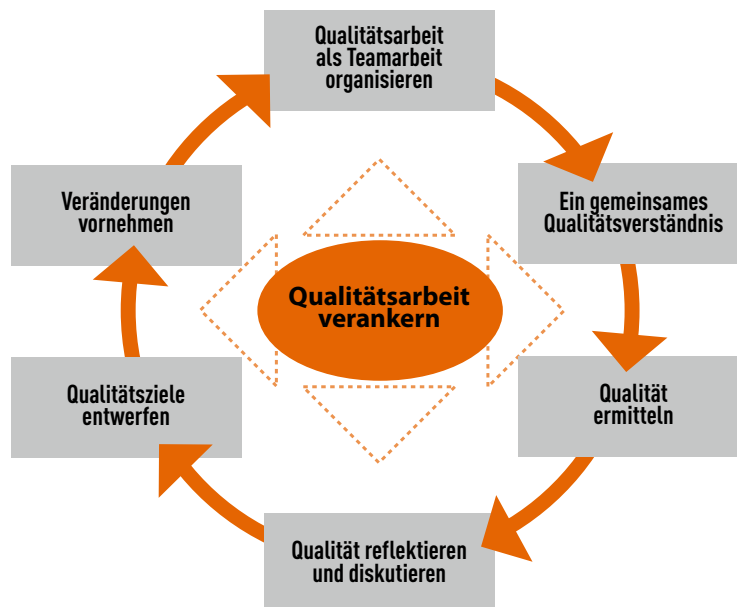 Qualitätsarbeit
als Teamarbeit
organisieren
Ein gemeinsames
Qualitätsverständnis
Qualität
ermitteln
Qualität reflektieren
und diskutieren
Qualitätsziele
entwerfen
Veränderungen
vornehmen
Qualitätsarbeit
verankern